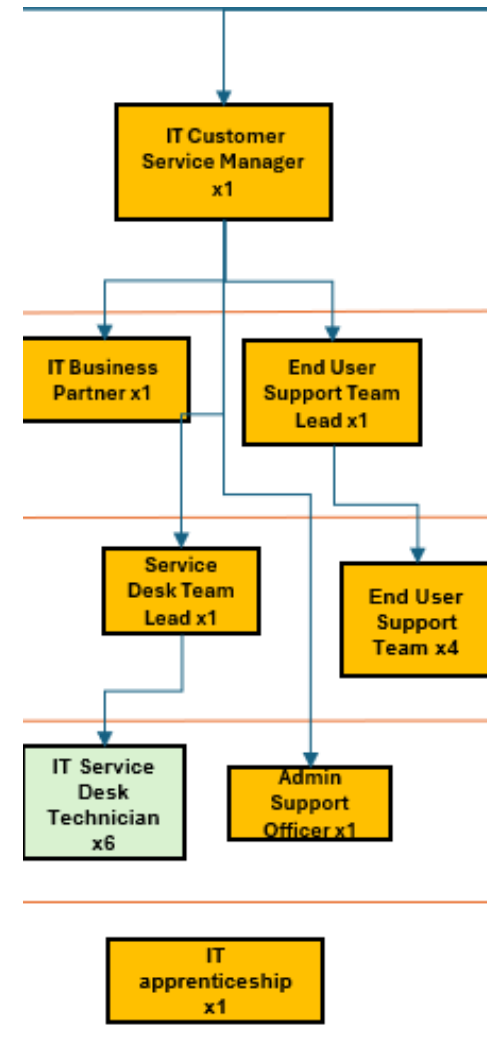 IT Customer
Service Manager
x1
IT Business
Partner x1
End User
Support Team
Lead x1
Service
Desk Team
Lead x1
End User
Support
Team x4
IT Service
Desk
Technician
x6
Admin
Support
Officer x1
IT
apprenticeship
x1